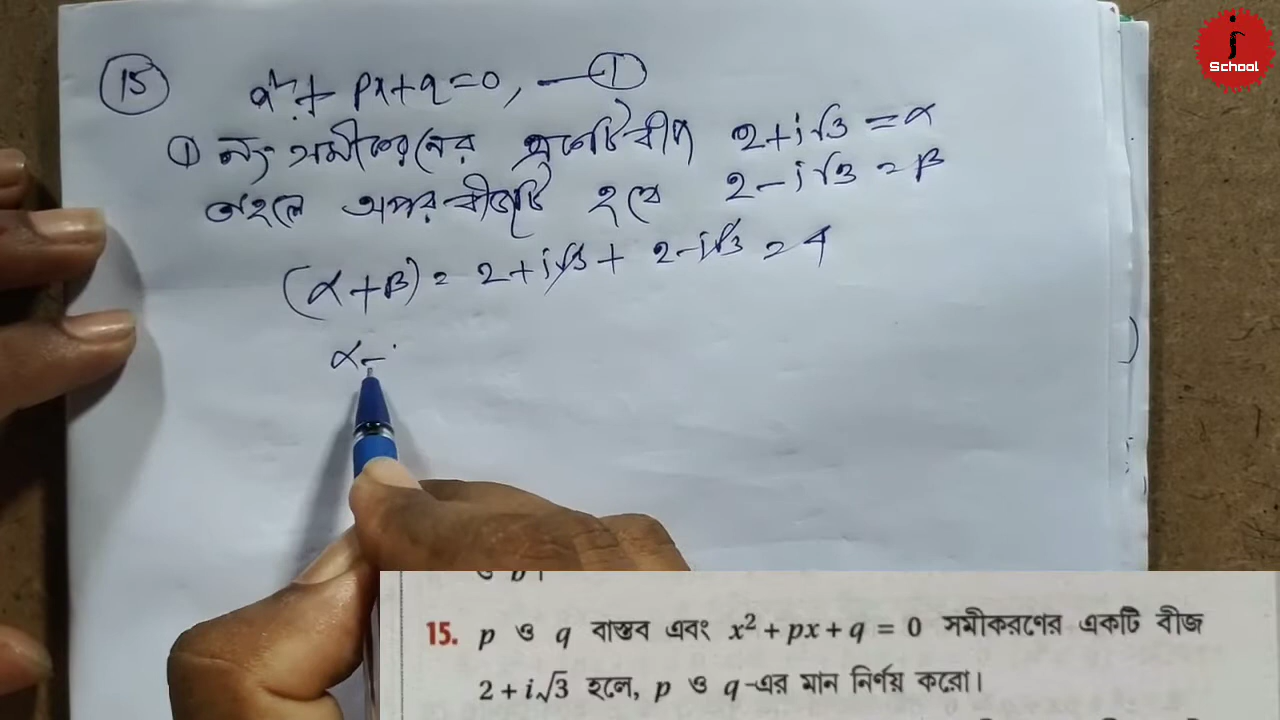 i
School
15 x² + px + q = 0, — ①
① নং সমীকরনের একটি বীজ 2+i√3 = α
তাহলে অপর বীজটি হবে 2-i√3 = β
(α+β) = 2+i√3 + 2-i√3 = 4
α-
15. p ও q বাস্তব এবং x² + px + q = 0 সমীকরণের একটি বীজ
2 + i√3 হলে, p ও q-এর মান নির্ণয় করো।